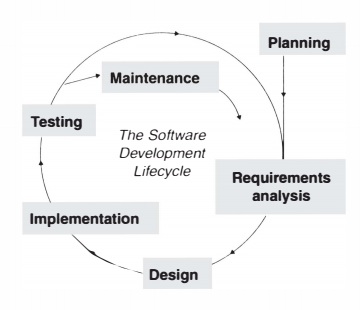 Planning
Maintenance
Testing
The Software
Development
Lifecycle
Requirements
analysis
Implementation
Design